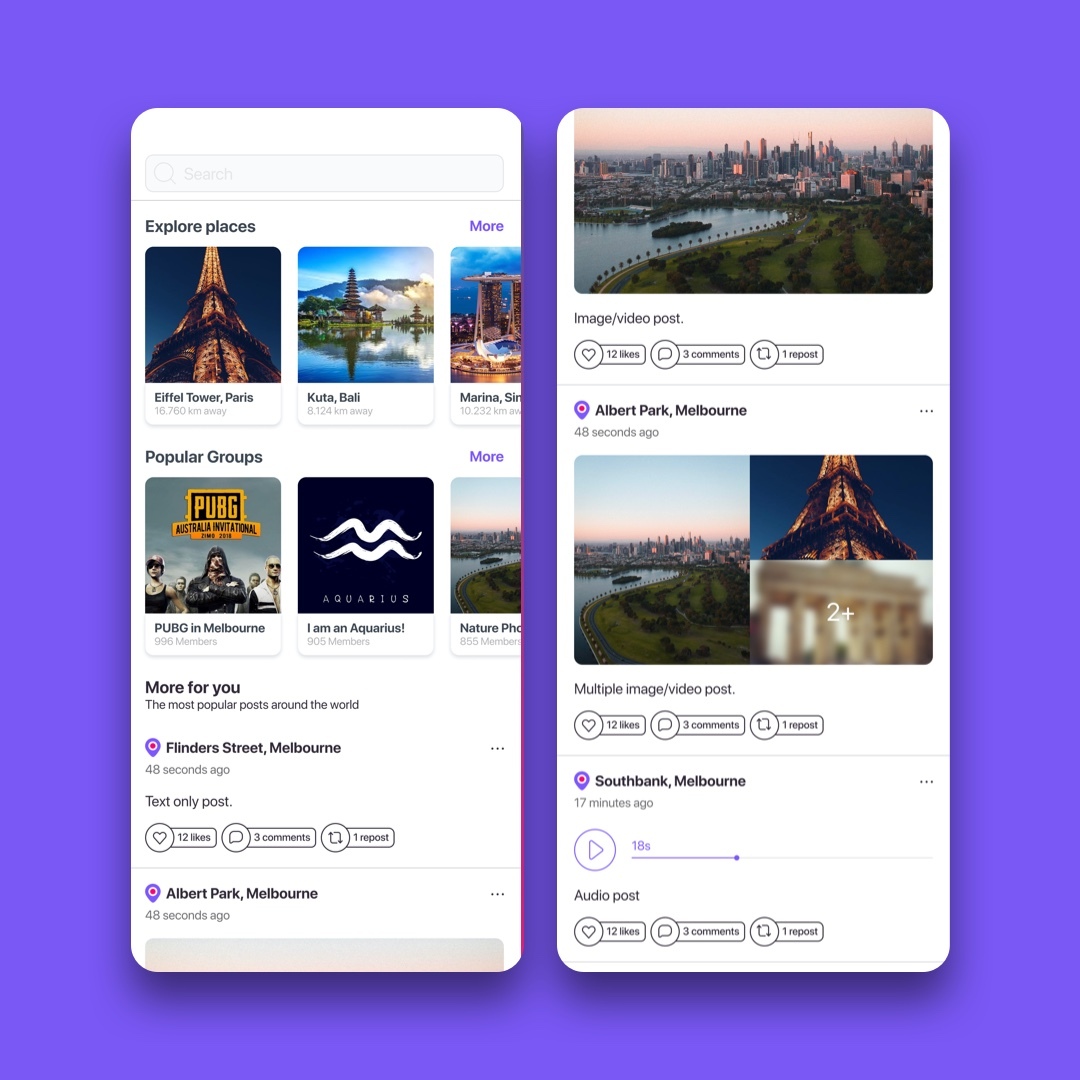 Search
Explore places
More
Eiffel Tower, Paris
16.760 km away
Kuta, Bali
8.124 km away
Marina, Sin
10.232 km aw
Popular Groups
More
PUBG
AUSTRALIA INVITATIONAL
ZIMO 2018
AQUARIUS
PUBG in Melbourne
996 Members
I am an Aquarius!
905 Members
Nature Pho
855 Members
More for you
The most popular posts around the world
Flinders Street, Melbourne
48 seconds ago
Text only post.
12 likes 3 comments 1 repost
Albert Park, Melbourne
48 seconds ago
Image/video post.
12 likes 3 comments 1 repost
Albert Park, Melbourne
48 seconds ago
2+
Multiple image/video post.
12 likes 3 comments 1 repost
Southbank, Melbourne
17 minutes ago
18s
Audio post
12 likes 3 comments 1 repost